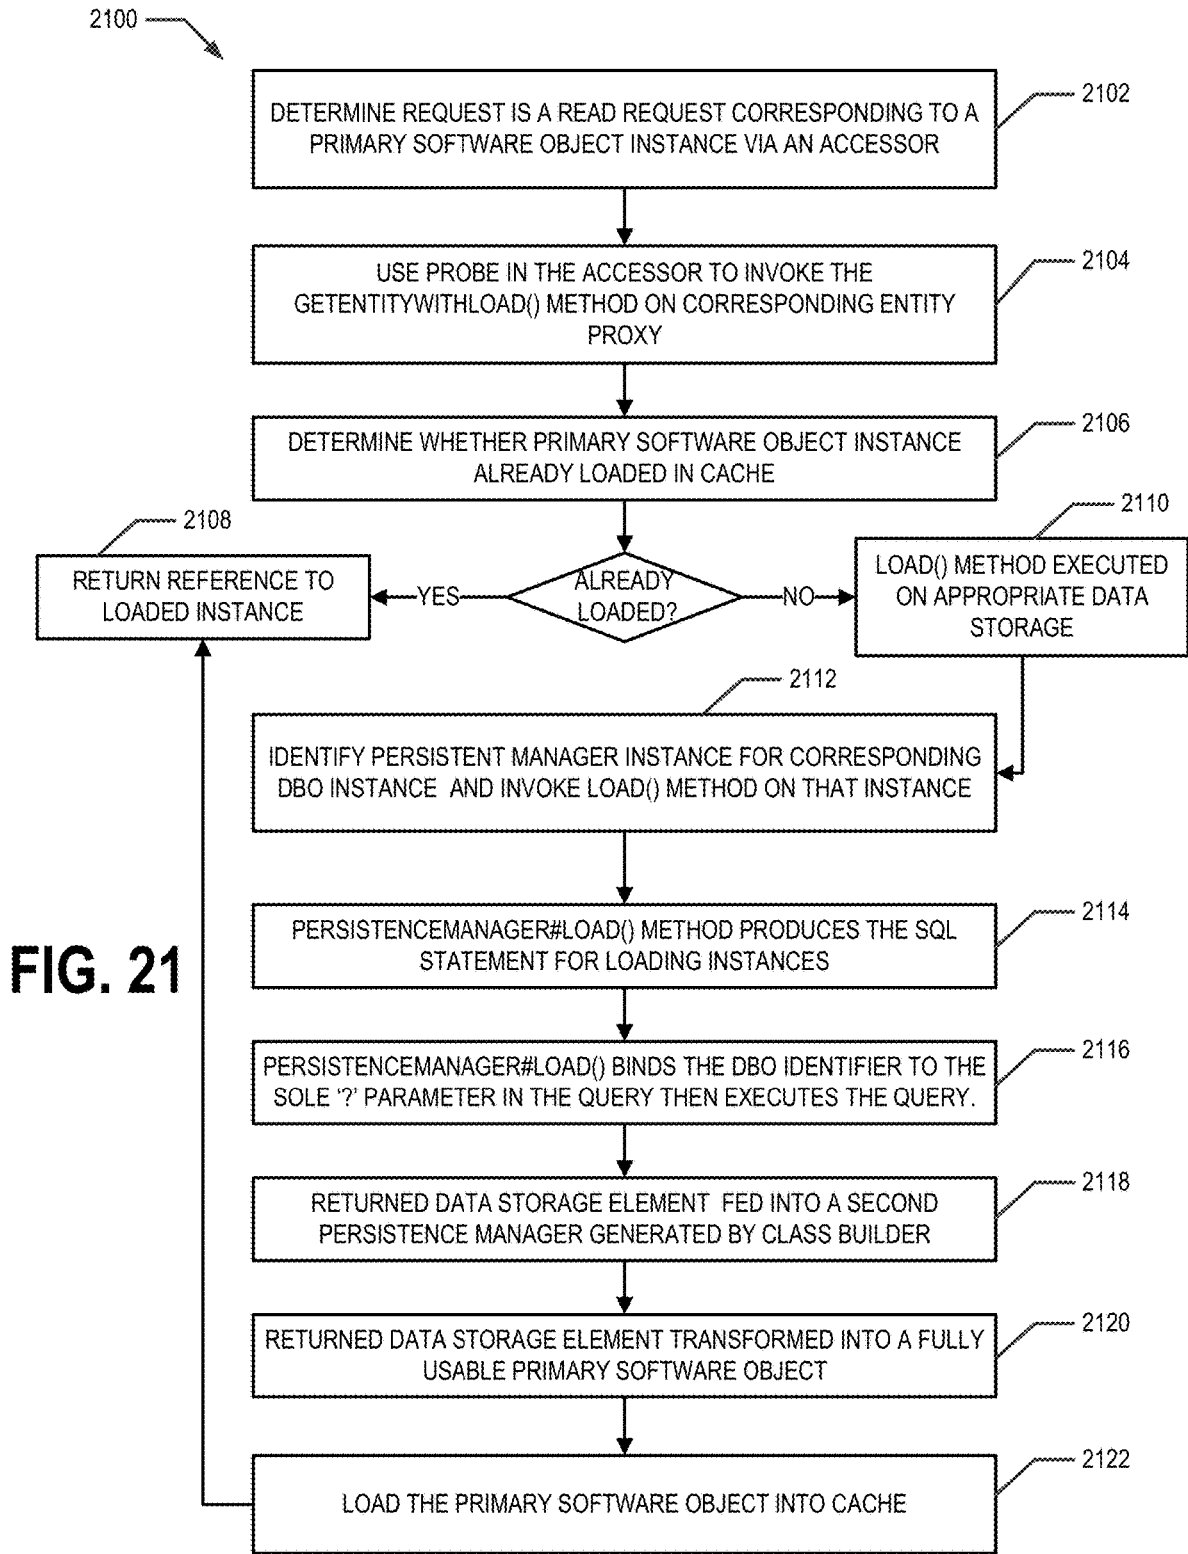 2100
2102
DETERMINE REQUEST IS A READ REQUEST CORRESPONDING TO A
PRIMARY SOFTWARE OBJECT INSTANCE VIA AN ACCESSOR
2104
USE PROBE IN THE ACCESSOR TO INVOKE THE
GETENTITYWITHLOAD() METHOD ON CORRESPONDING ENTITY
PROXY
2106
DETERMINE WHETHER PRIMARY SOFTWARE OBJECT INSTANCE
ALREADY LOADED IN CACHE
2108
RETURN REFERENCE TO
LOADED INSTANCE
YES
ALREADY
LOADED?
NO
2110
LOAD() METHOD EXECUTED
ON APPROPRIATE DATA
STORAGE
2112
IDENTIFY PERSISTENT MANAGER INSTANCE FOR CORRESPONDING
DBO INSTANCE AND INVOKE LOAD() METHOD ON THAT INSTANCE
2114
PERSISTENCEMANAGER#LOAD() METHOD PRODUCES THE SQL
STATEMENT FOR LOADING INSTANCES
FIG. 21
2116
PERSISTENCEMANAGER#LOAD() BINDS THE DBO IDENTIFIER TO THE
SOLE ‘?’ PARAMETER IN THE QUERY THEN EXECUTES THE QUERY.
2118
RETURNED DATA STORAGE ELEMENT FED INTO A SECOND
PERSISTENCE MANAGER GENERATED BY CLASS BUILDER
2120
RETURNED DATA STORAGE ELEMENT TRANSFORMED INTO A FULLY
USABLE PRIMARY SOFTWARE OBJECT
2122
LOAD THE PRIMARY SOFTWARE OBJECT INTO CACHE